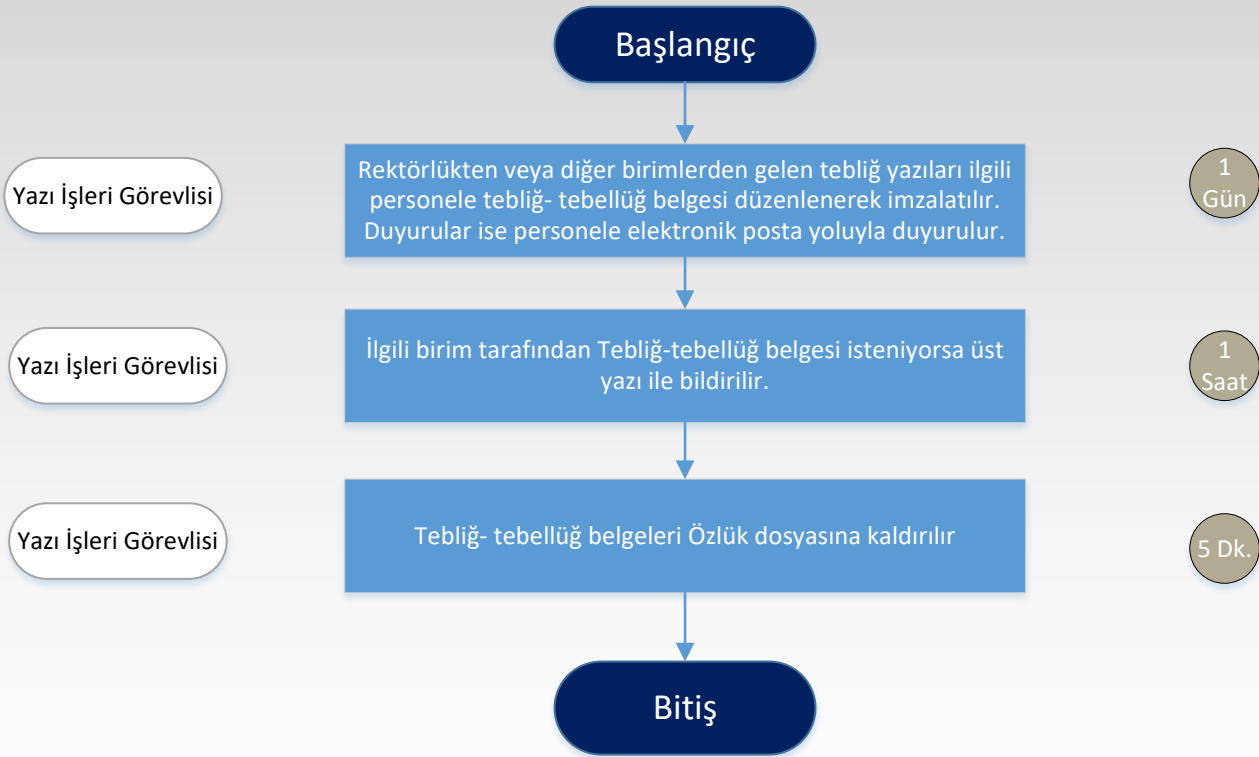 Başlangıç
Yazı İşleri Görevlisi
Rektörlükten veya diğer birimlerden gelen tebliğ yazıları ilgili
personele tebliğ- tebellüğ belgesi düzenlenerek imzalatılır.
Duyurular ise personele elektronik posta yoluyla duyurulur.
1
Gün
Yazı İşleri Görevlisi
İlgili birim tarafından Tebliğ-tebellüğ belgesi isteniyorsa üst
yazı ile bildirilir.
1
Saat
Yazı İşleri Görevlisi
Tebliğ- tebellüğ belgeleri Özlük dosyasına kaldırılır
5 Dk.
Bitiş